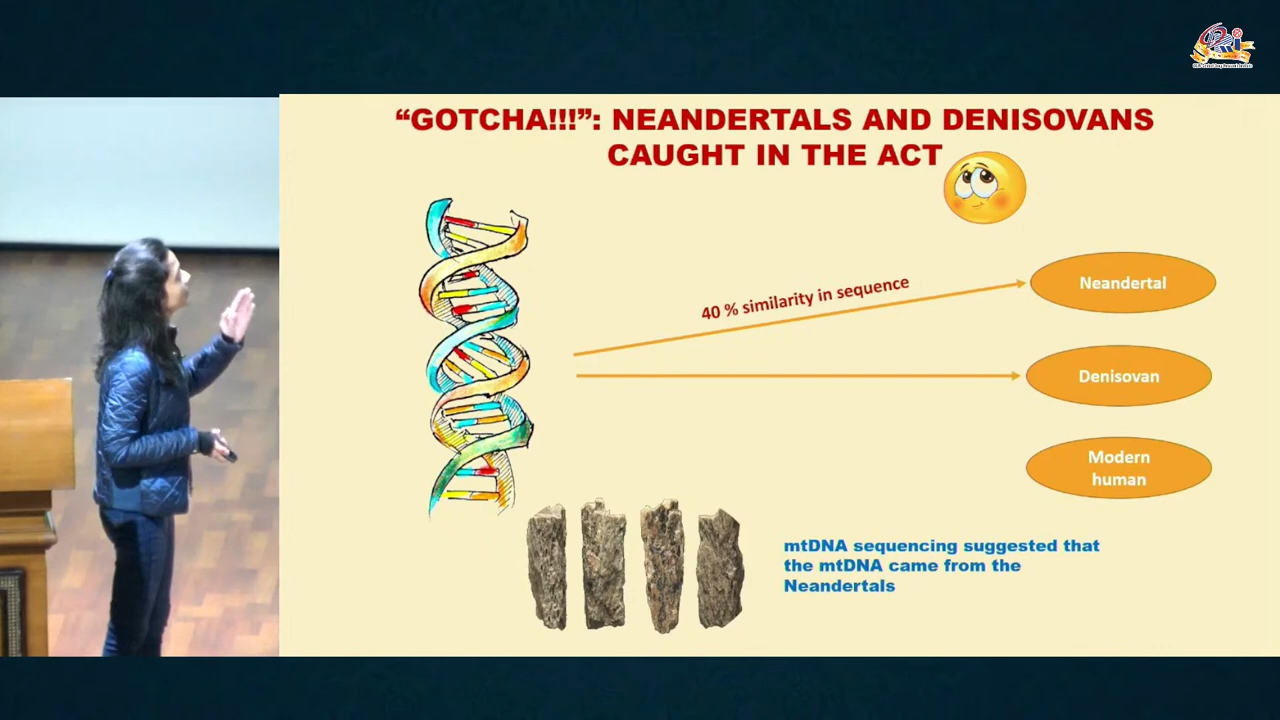 “GOTCHA!!!”: NEANDERTALS AND DENISOVANS
CAUGHT IN THE ACT
40 % similarity in sequence
Neandertal
Denisovan
Modern
human
mtDNA sequencing suggested that
the mtDNA came from the
Neandertals